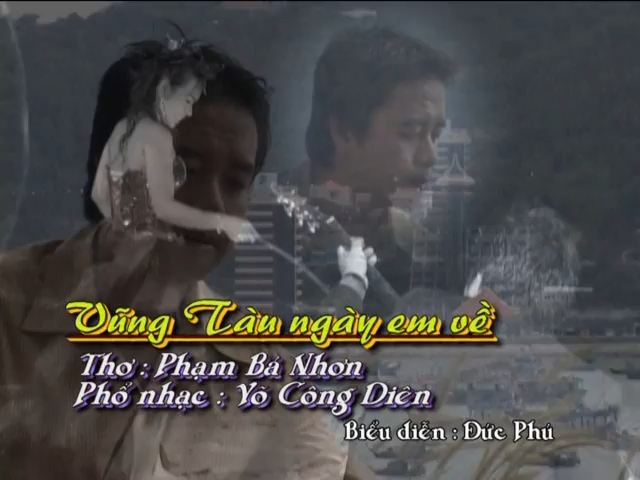 Vũng Tàu ngày em về
Thơ : Phạm Bá Nhơn
Phổ nhạc : Võ Công Diên
Biểu diễn : Đức Phú